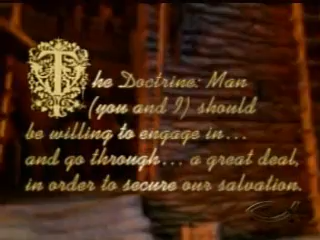 The Doctrine: Man
(you and I) should
be willing to engage in...
and go through... a great deal,
in order to secure our salvation.